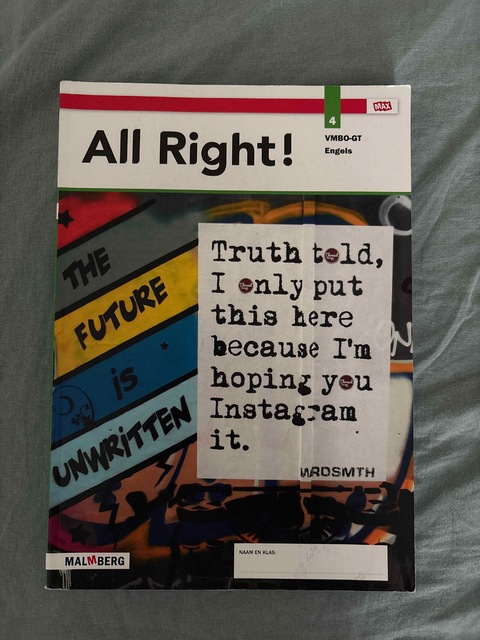 MAX
4
All Right!
VMBO-GT
Engels
THE
FUTURE
is
UNWRITTEN
Truth told,
I only put
this here
because I'm
hoping you
Instagram
it.
WRDSMTH
MALMBERG
NAAM EN KLAS: